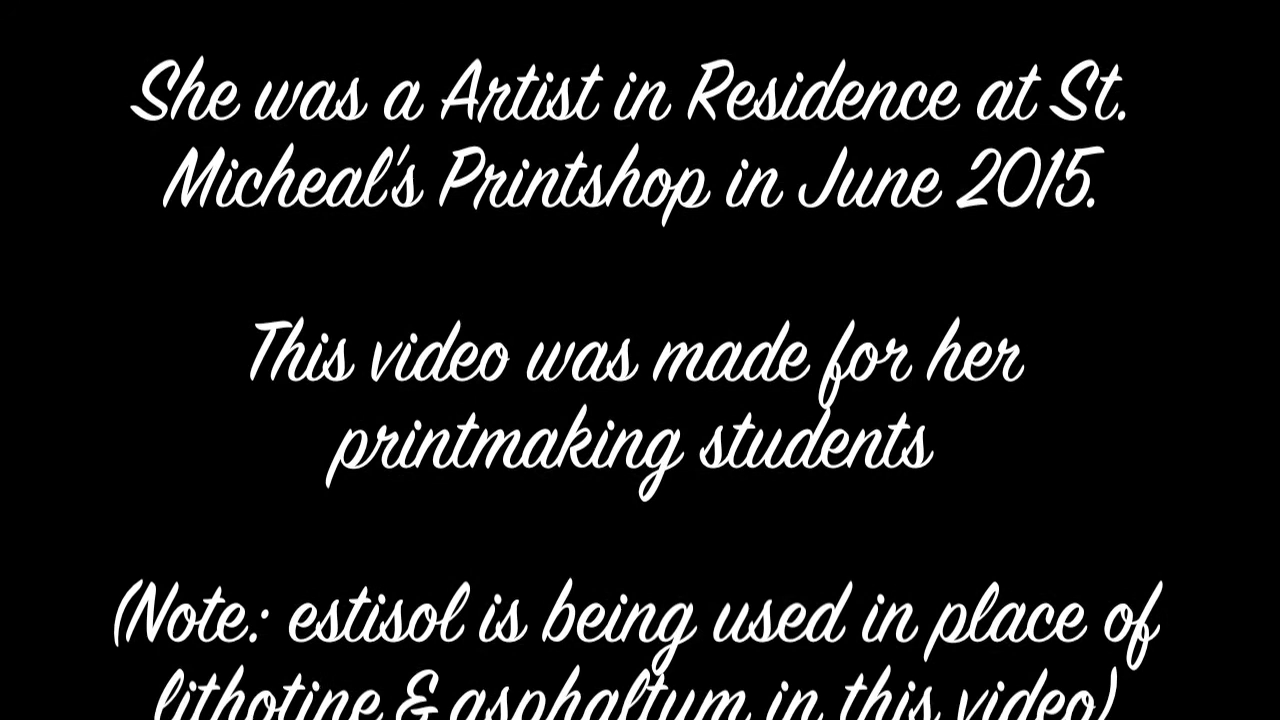 She was a Artist in Residence at St.
Micheal's Printshop in June 2015.
This video was made for her
printmaking students
(Note: estisol is being used in place of
lithotine & asphaltum in this video)